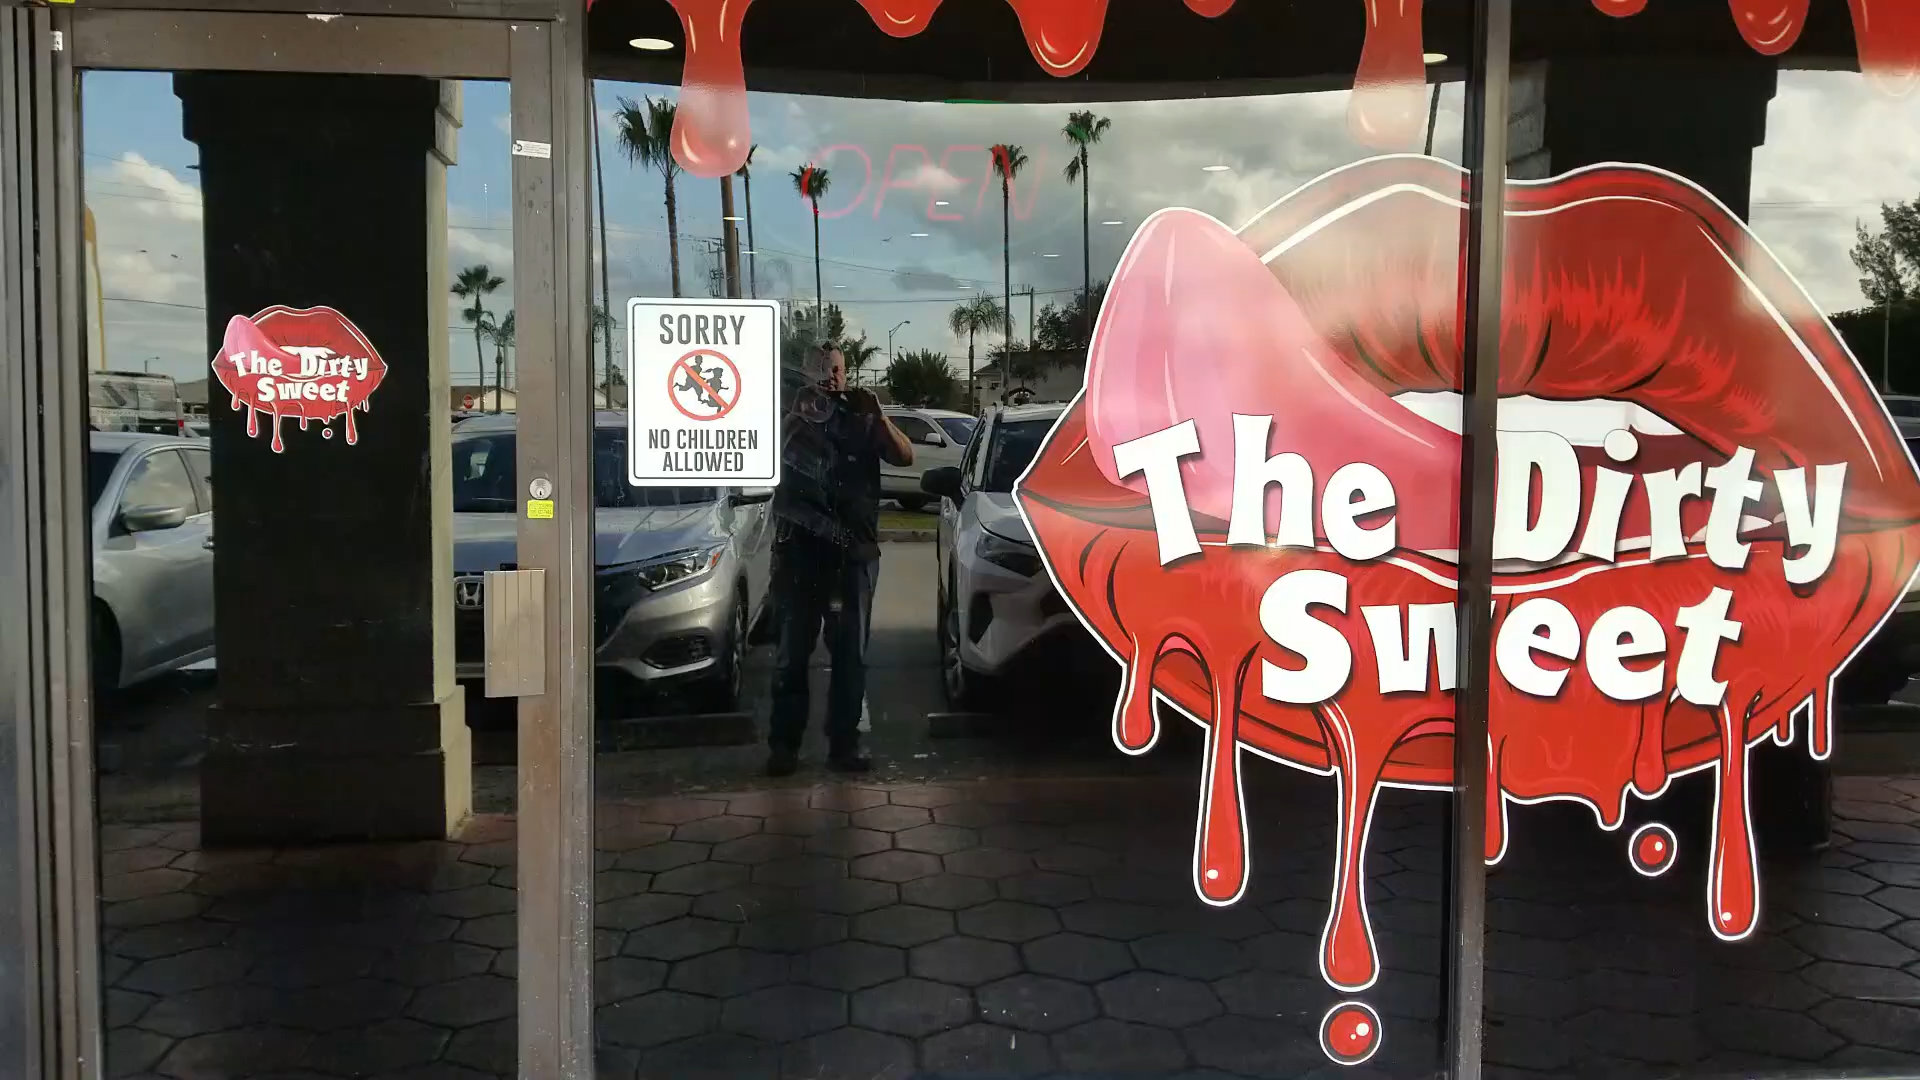 OPEN
The Dirty
Sweet
SORRY
NO CHILDREN
ALLOWED
The Dirty
Sweet